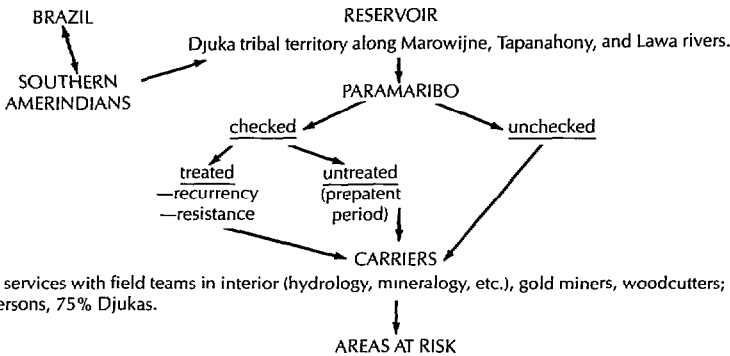 BRAZIL
RESERVOIR
Djuka tribal territory along Marowijne, Tapanahony, and Lawa rivers.
SOUTHERN
AMERINDIANS
PARAMARIBO
checked
unchecked
treated
—recurrency
—resistance
untreated
(prepatent
period)
CARRIERS
services with field teams in interior (hydrology, mineralogy, etc.), gold miners, woodcutters;
ersons, 75% Djukas.
AREAS AT RISK